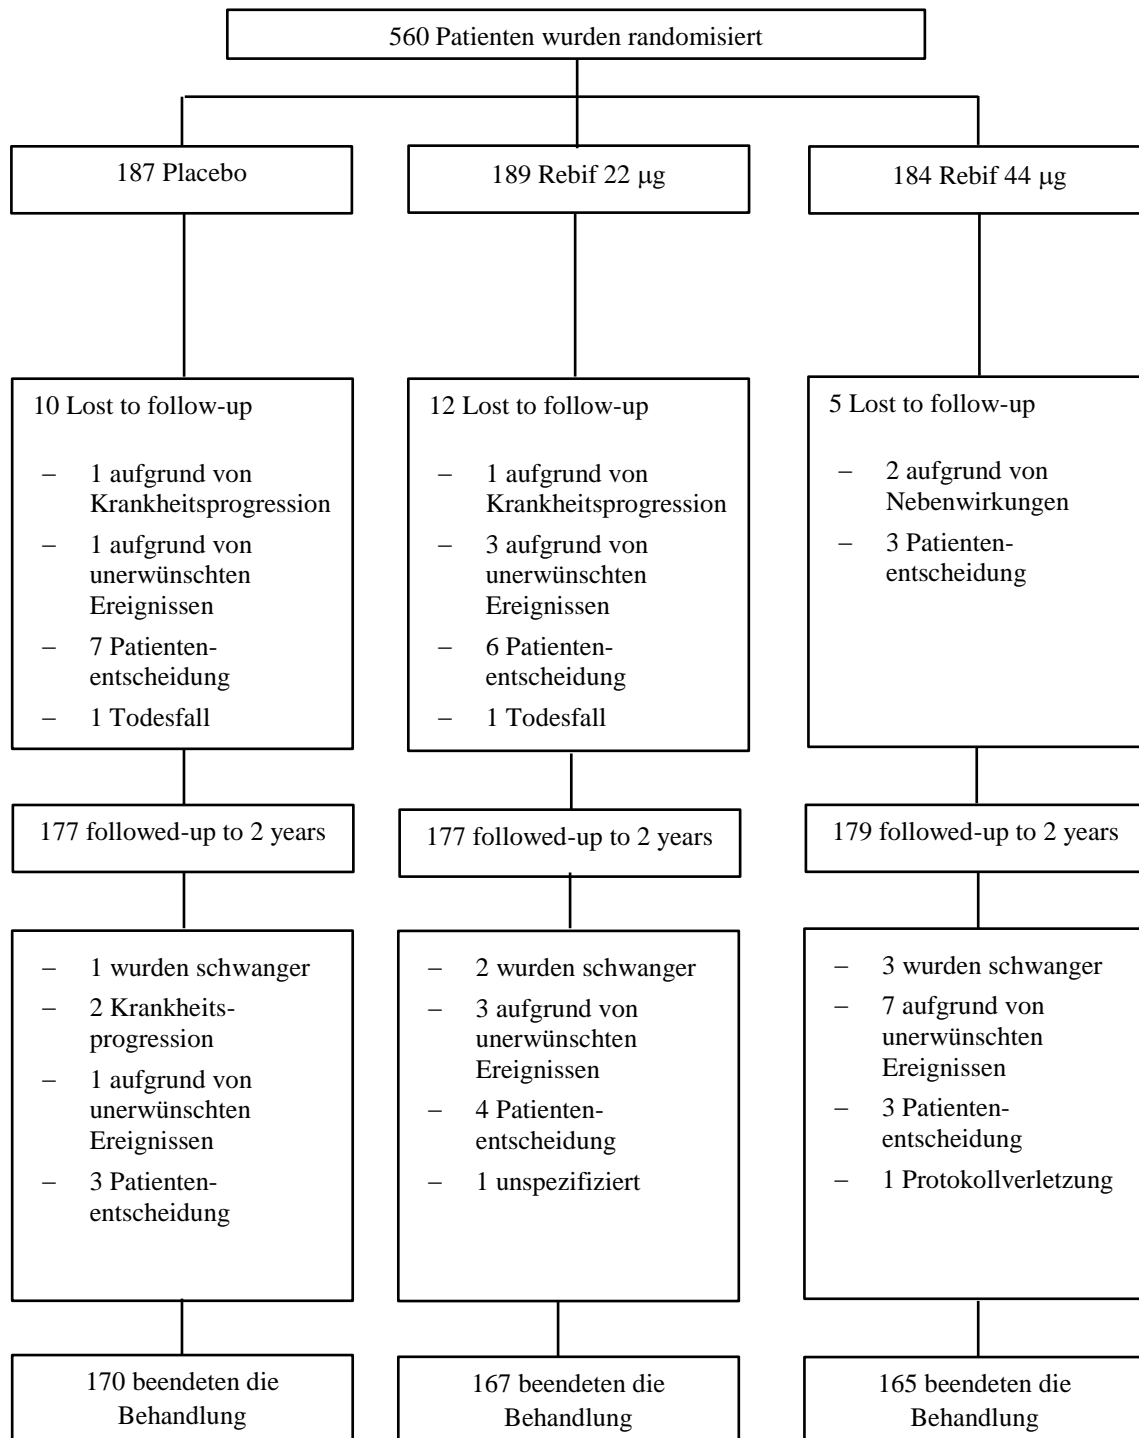 560 Patienten wurden randomisiert
187 Placebo
189 Rebif 22 µg
184 Rebif 44 µg
10 Lost to follow-up
– 1 aufgrund von
Krankheitsprogression
– 1 aufgrund von
unerwünschten
Ereignissen
– 7 Patienten-
entscheidung
– 1 Todesfall
12 Lost to follow-up
– 1 aufgrund von
Krankheitsprogression
– 3 aufgrund von
unerwünschten
Ereignissen
– 6 Patienten-
entscheidung
– 1 Todesfall
5 Lost to follow-up
– 2 aufgrund von
Nebenwirkungen
– 3 Patienten-
entscheidung
177 followed-up to 2 years
177 followed-up to 2 years
179 followed-up to 2 years
– 1 wurden schwanger
– 2 Krankheits-
progression
– 1 aufgrund von
unerwünschten
Ereignissen
– 3 Patienten-
entscheidung
– 2 wurden schwanger
– 3 aufgrund von
unerwünschten
Ereignissen
– 4 Patienten-
entscheidung
– 1 unspezifiziert
– 3 wurden schwanger
– 7 aufgrund von
unerwünschten
Ereignissen
– 3 Patienten-
entscheidung
– 1 Protokollverletzung
170 beendeten die
Behandlung
167 beendeten die
Behandlung
165 beendeten die
Behandlung